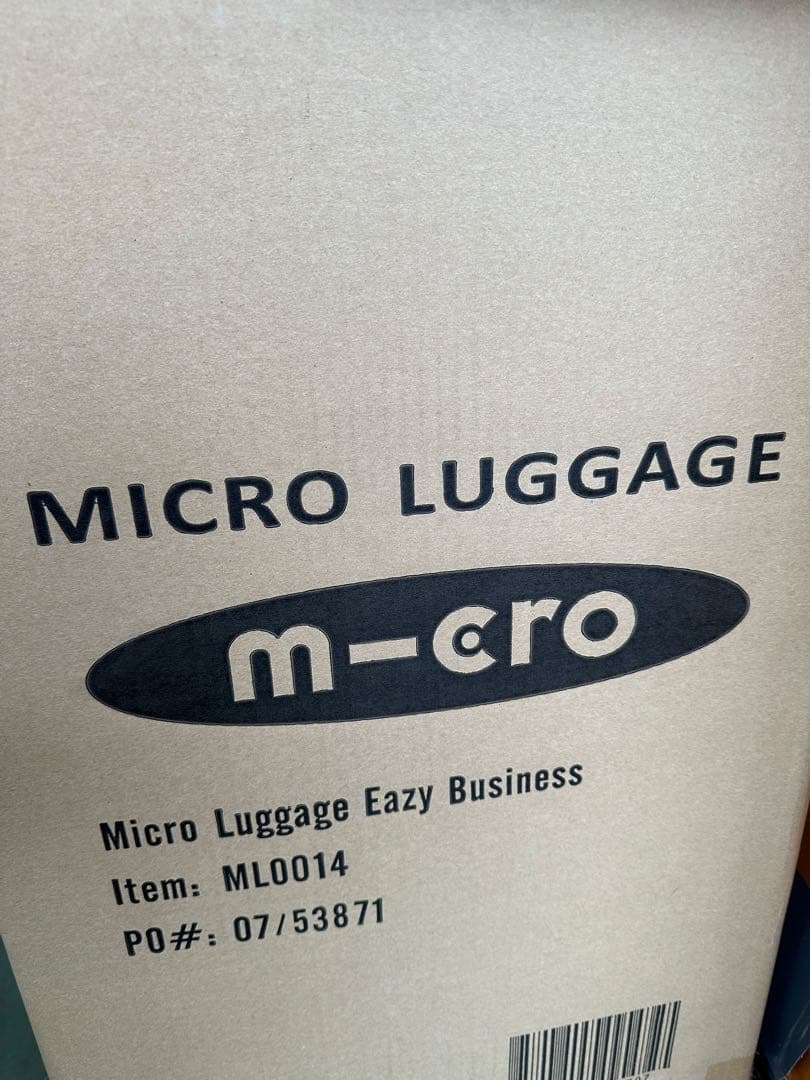 MICRO LUGGAGE
m-cro
Micro Luggage Eazy Business
Item: ML0014
PO#: 07/53871